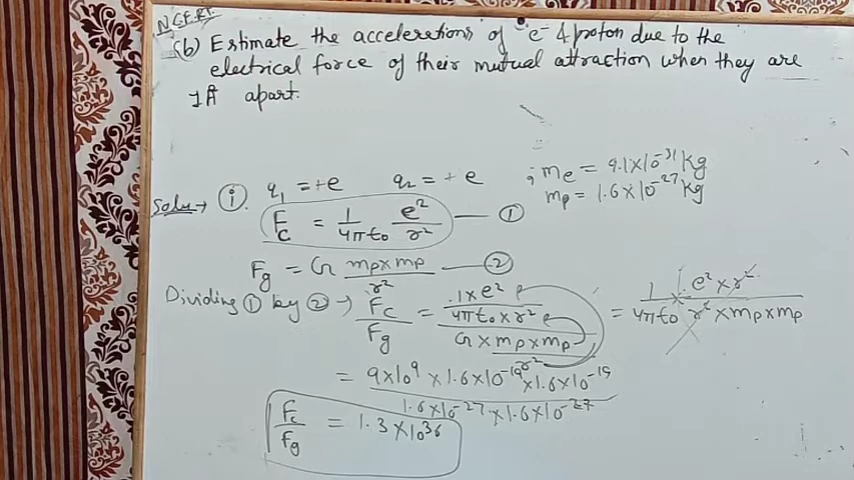 NCERT
(b) Estimate the accelerations of e⁻ & proton due to the
electrical force of their mutual attraction when they are
1Å apart.
Solu→ (i). q₁ = +e q₂ = + e ; me = 9.1×10⁻³¹ kg
mp = 1.6×10⁻²⁷ kg
Fc = 1/4πε₀ e²/r² — ①
Fg = G mp×mp/r² — ②
Dividing ① by ② → Fc/Fg = (1×e²/4πε₀×r²)/(G×mp×mp/r²) = 1/4πε₀ e²×r²/r²×mp×mp
= 9×10⁹ ×1.6×10⁻¹⁹ ×1.6×10⁻¹⁹/1.6×10⁻²⁷ ×1.6×10⁻²⁷
Fc/Fg = 1.3×10³⁶